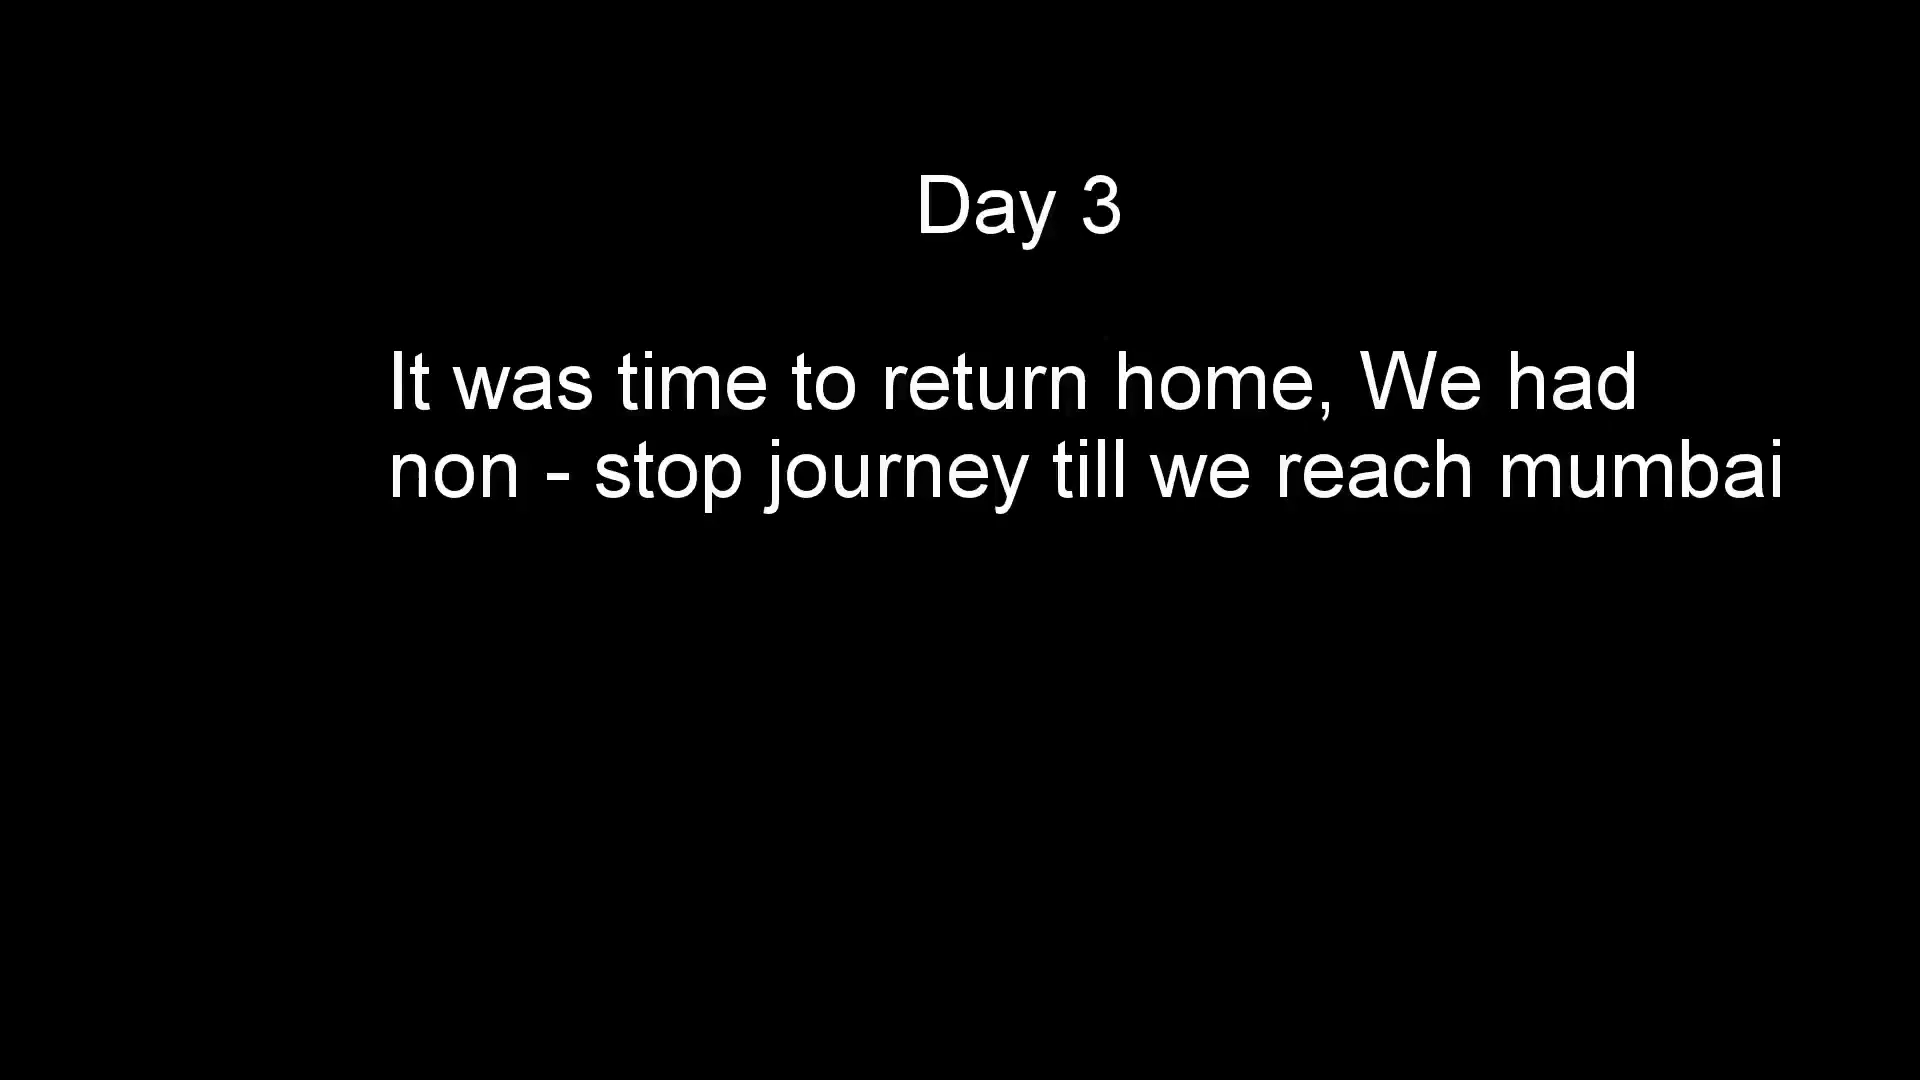 Day 3
It was time to return home, We had
non - stop journey till we reach mumbai